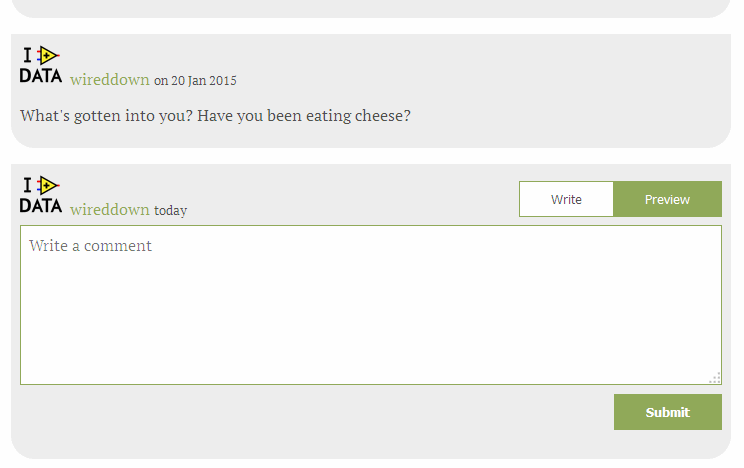 I
DATA
wireddown on 20 Jan 2015
What's gotten into you? Have you been eating cheese?
I
DATA
wireddown today
Write Preview
Write a comment
Submit